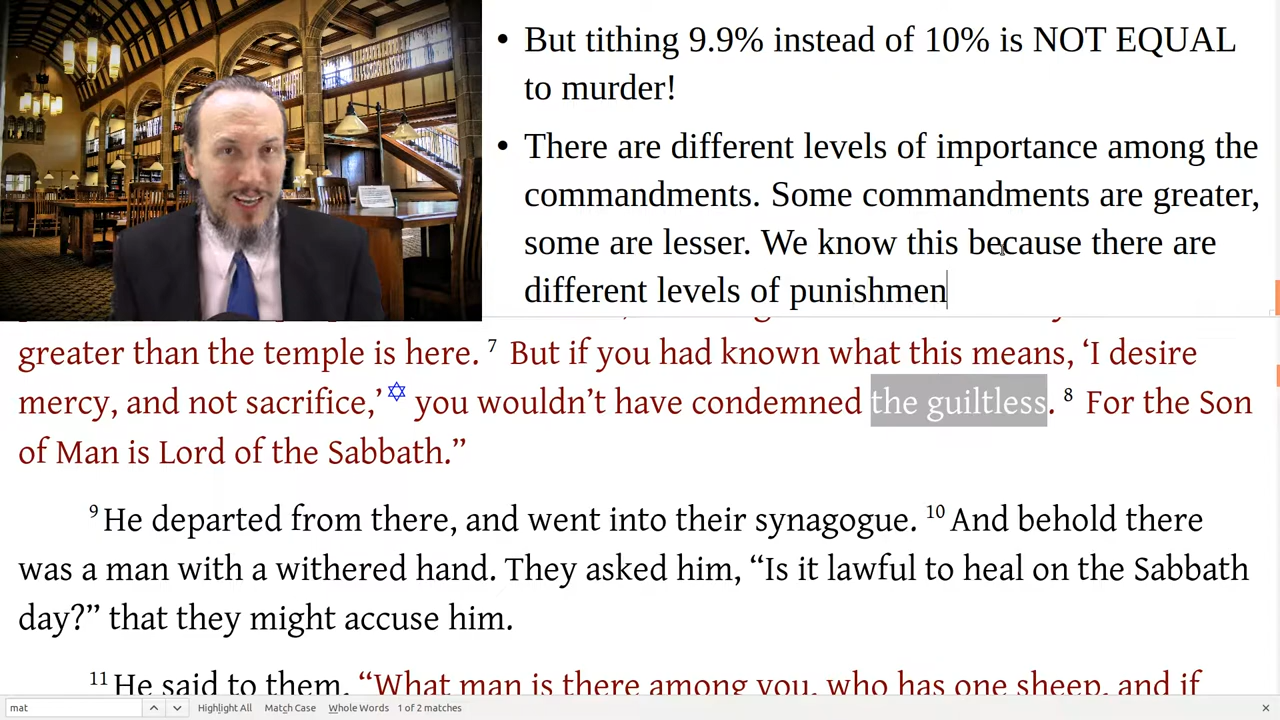 • But tithing 9.9% instead of 10% is NOT EQUAL
to murder!
• There are different levels of importance among the
commandments. Some commandments are greater,
some are lesser. We know this because there are
different levels of punishmen
greater than the temple is here. 7 But if you had known what this means, ‘I desire
mercy, and not sacrifice,’✡ you wouldn’t have condemned the guiltless. 8 For the Son
of Man is Lord of the Sabbath.”
9 He departed from there, and went into their synagogue. 10 And behold there
was a man with a withered hand. They asked him, “Is it lawful to heal on the Sabbath
day?” that they might accuse him.
11 He said to them, “What man is there among you, who has one sheep, and if
mat Highlight All Match Case Whole Words 1 of 2 matches